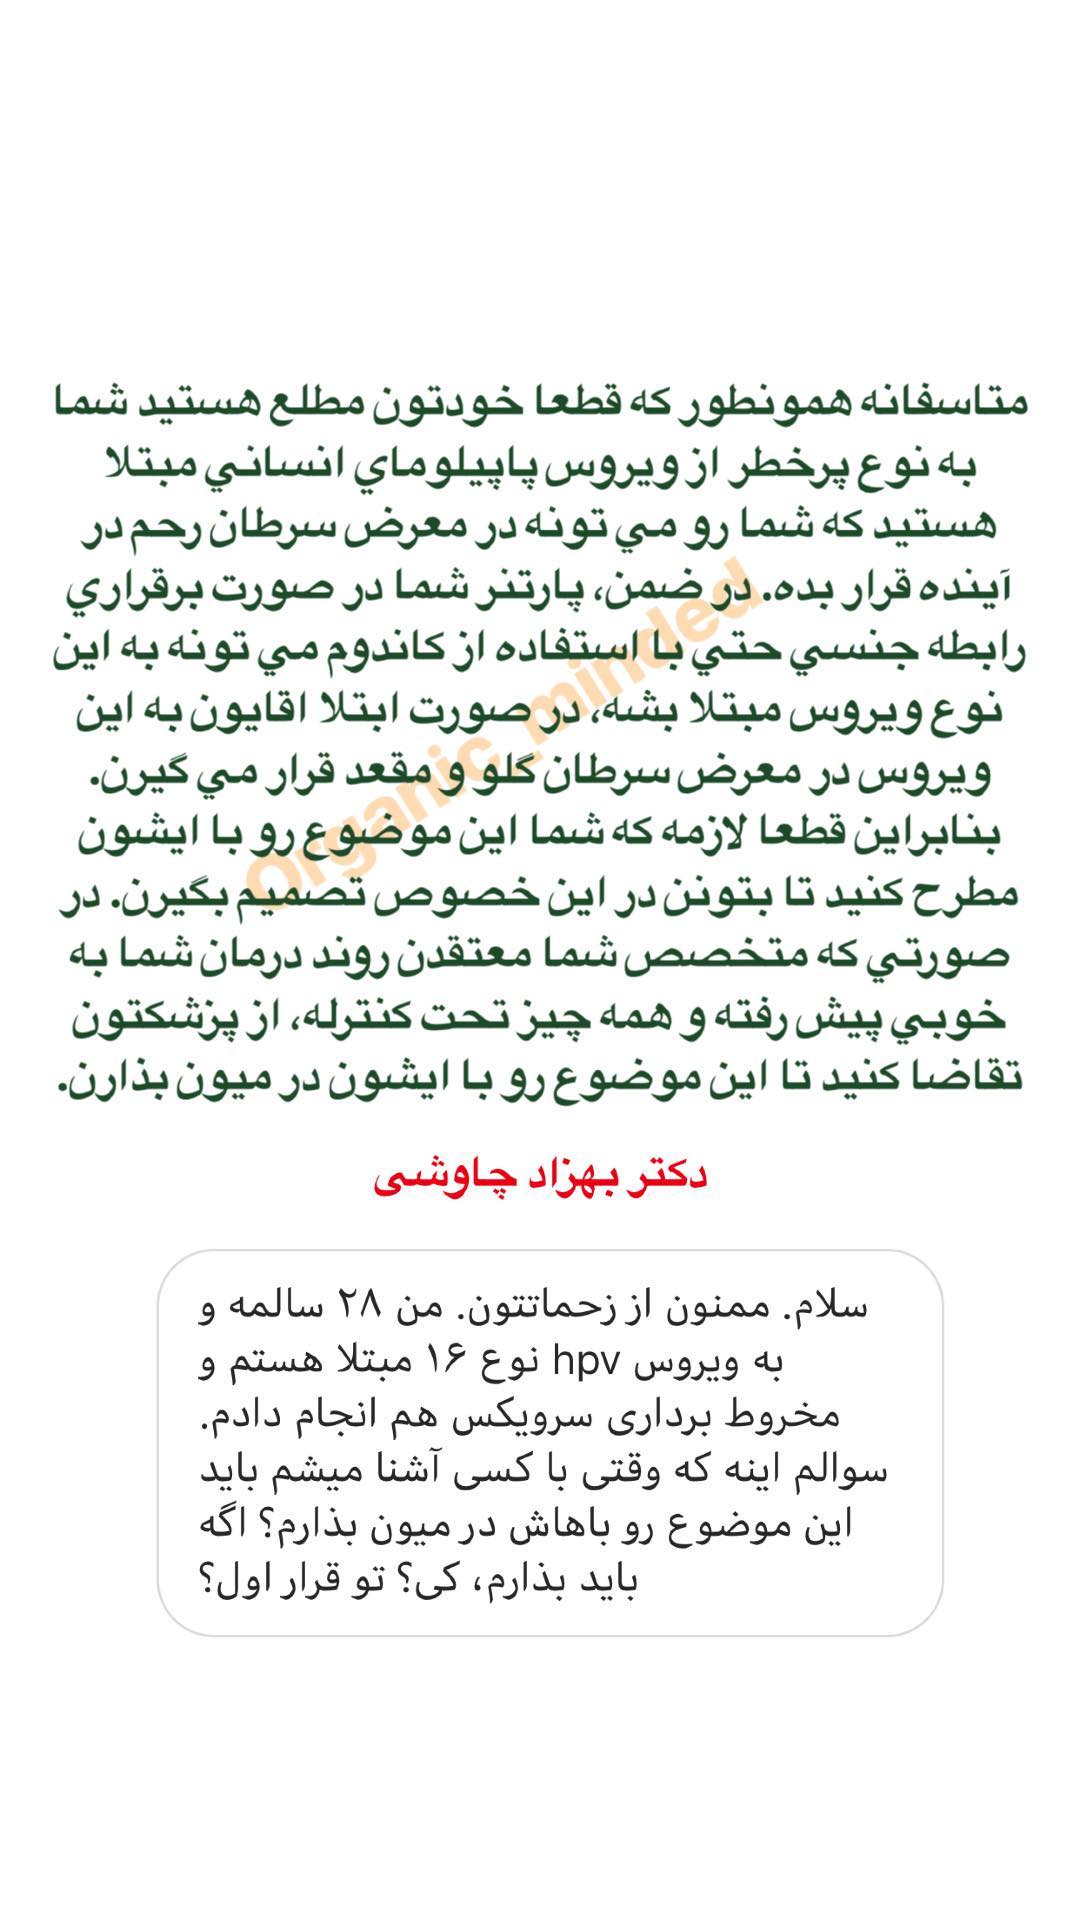 متاسفانه همونطور که قطعا خودتون مطلع هستید شما
به نوع پرخطر از ویروس پاپیلوماي انساني مبتلا
هستید که شما رو مي تونه در معرض سرطان رحم در
آینده قرار بده. در ضمن، پارتنر شما در صورت برقراري
رابطه جنسي حتي با استفاده از کاندوم مي تونه به این
نوع ویروس مبتلا بشه، در صورت ابتلا اقایون به این
ویروس در معرض سرطان گلو و مقعد قرار مي گیرن.
بنابراین قطعا لازمه که شما این موضوع رو با ایشون
مطرح کنید تا بتونن در این خصوص تصمیم بگیرن. در
صورتي که متخصص شما معتقدن روند درمان شما به
خوبي پیش رفته و همه چیز تحت کنترله، از پزشکتون
تقاضا کنید تا این موضوع رو با ایشون در میون بذارن.
Organic_minded
دکتر بهزاد چاوشی
سلام. ممنون از زحماتتون. من ۲۸ سالمه و
به ویروس hpv نوع ۱۶ مبتلا هستم و
مخروط برداری سرویکس هم انجام دادم.
سوالم اینه که وقتی با کسی آشنا میشم باید
این موضوع رو باهاش در میون بذارم؟ اگه
باید بذارم، کی؟ تو قرار اول؟